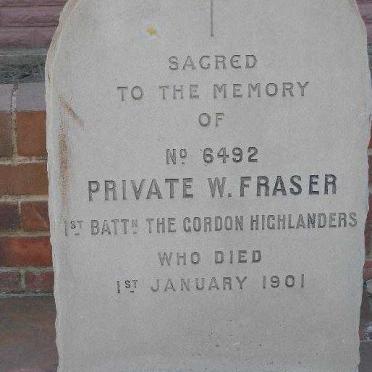 SACRED
TO THE MEMORY
OF
Nº 6492
PRIVATE W. FRASER
1ST BATTN THE GORDON HIGHLANDERS
WHO DIED
1ST JANUARY 1901